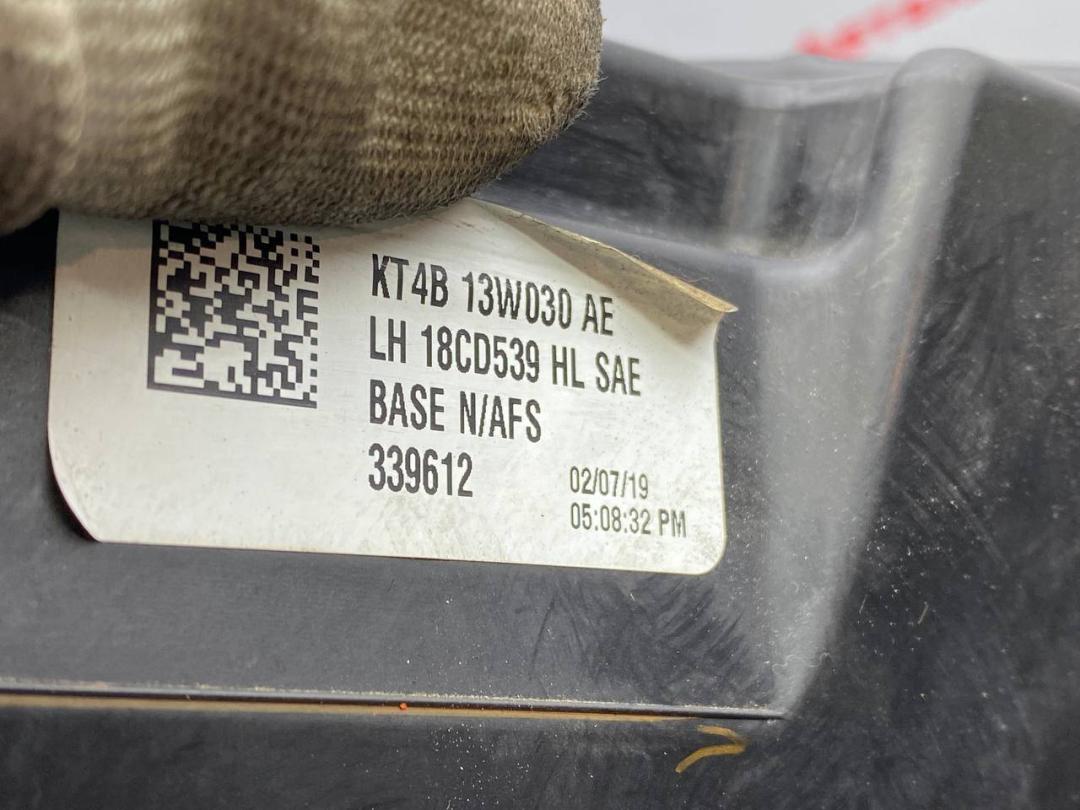 KT4B 13W030 AE
LH 18CD539 HL SAE
BASE N/AFS
339612
02/07/19
05:08:32 PM